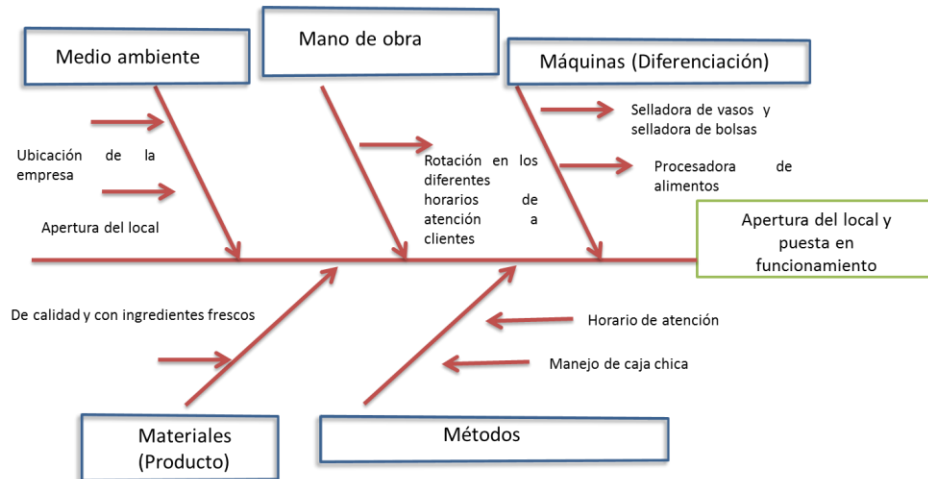 Medio ambiente
Mano de obra
Máquinas (Diferenciación)
Ubicación de la
empresa
Apertura del local
Rotación en los
diferentes
horarios de
atención a
clientes
Selladora de vasos y
selladora de bolsas
Procesadora de
alimentos
Apertura del local y
puesta en
funcionamiento
De calidad y con ingredientes frescos
Horario de atención
Manejo de caja chica
Materiales
(Producto)
Métodos